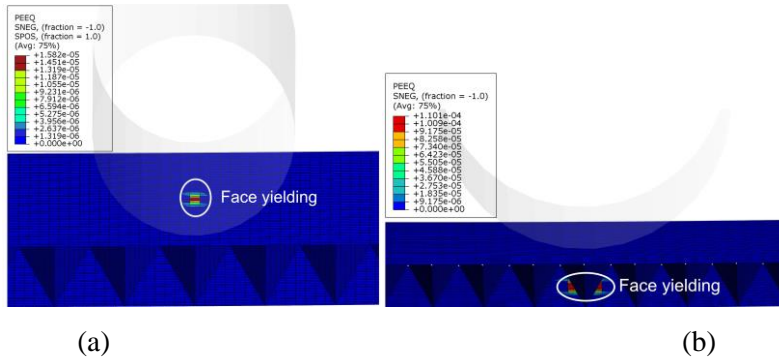 PEEQ
SNEG, (fraction = -1.0)
SPOS, (fraction = 1.0)
(Avg: 75%)
+1.582e-05
+1.451e-05
+1.319e-05
+1.187e-05
+1.055e-05
+9.231e-06
+7.912e-06
+6.594e-06
+5.275e-06
+3.956e-06
+2.637e-06
+1.319e-06
+0.000e+00
Face yielding
PEEQ
SNEG, (fraction = -1.0)
(Avg: 75%)
+1.101e-04
+1.009e-04
+9.175e-05
+8.258e-05
+7.340e-05
+6.423e-05
+5.505e-05
+4.588e-05
+3.670e-05
+2.753e-05
+1.835e-05
+9.175e-06
+0.000e+00
Face yielding
(a)
(b)